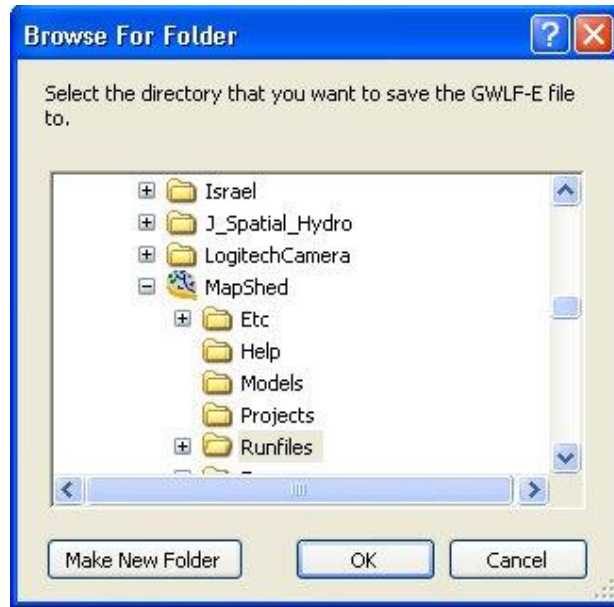 Browse For Folder
Select the directory that you want to save the GWLF-E file
to.
Israel
J_Spatial_Hydro
LogitechCamera
MapShed
Etc
Help
Models
Projects
Runfiles
Make New Folder
OK
Cancel